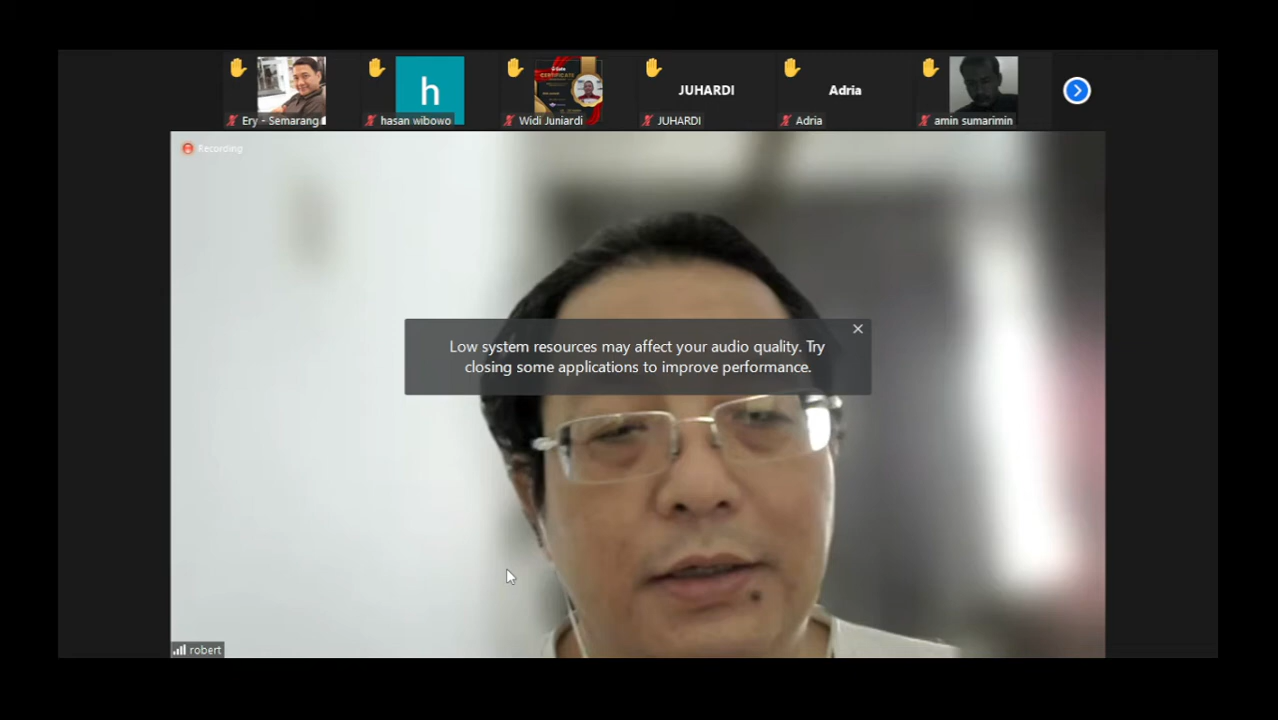 JUHARDI
Adria
h
Ery - Semarang
hasan wibowo
Widi Juniardi
JUHARDI
Adria
amin sumarimin
CERTIFICATE
Recording
Low system resources may affect your audio quality. Try
closing some applications to improve performance.
robert